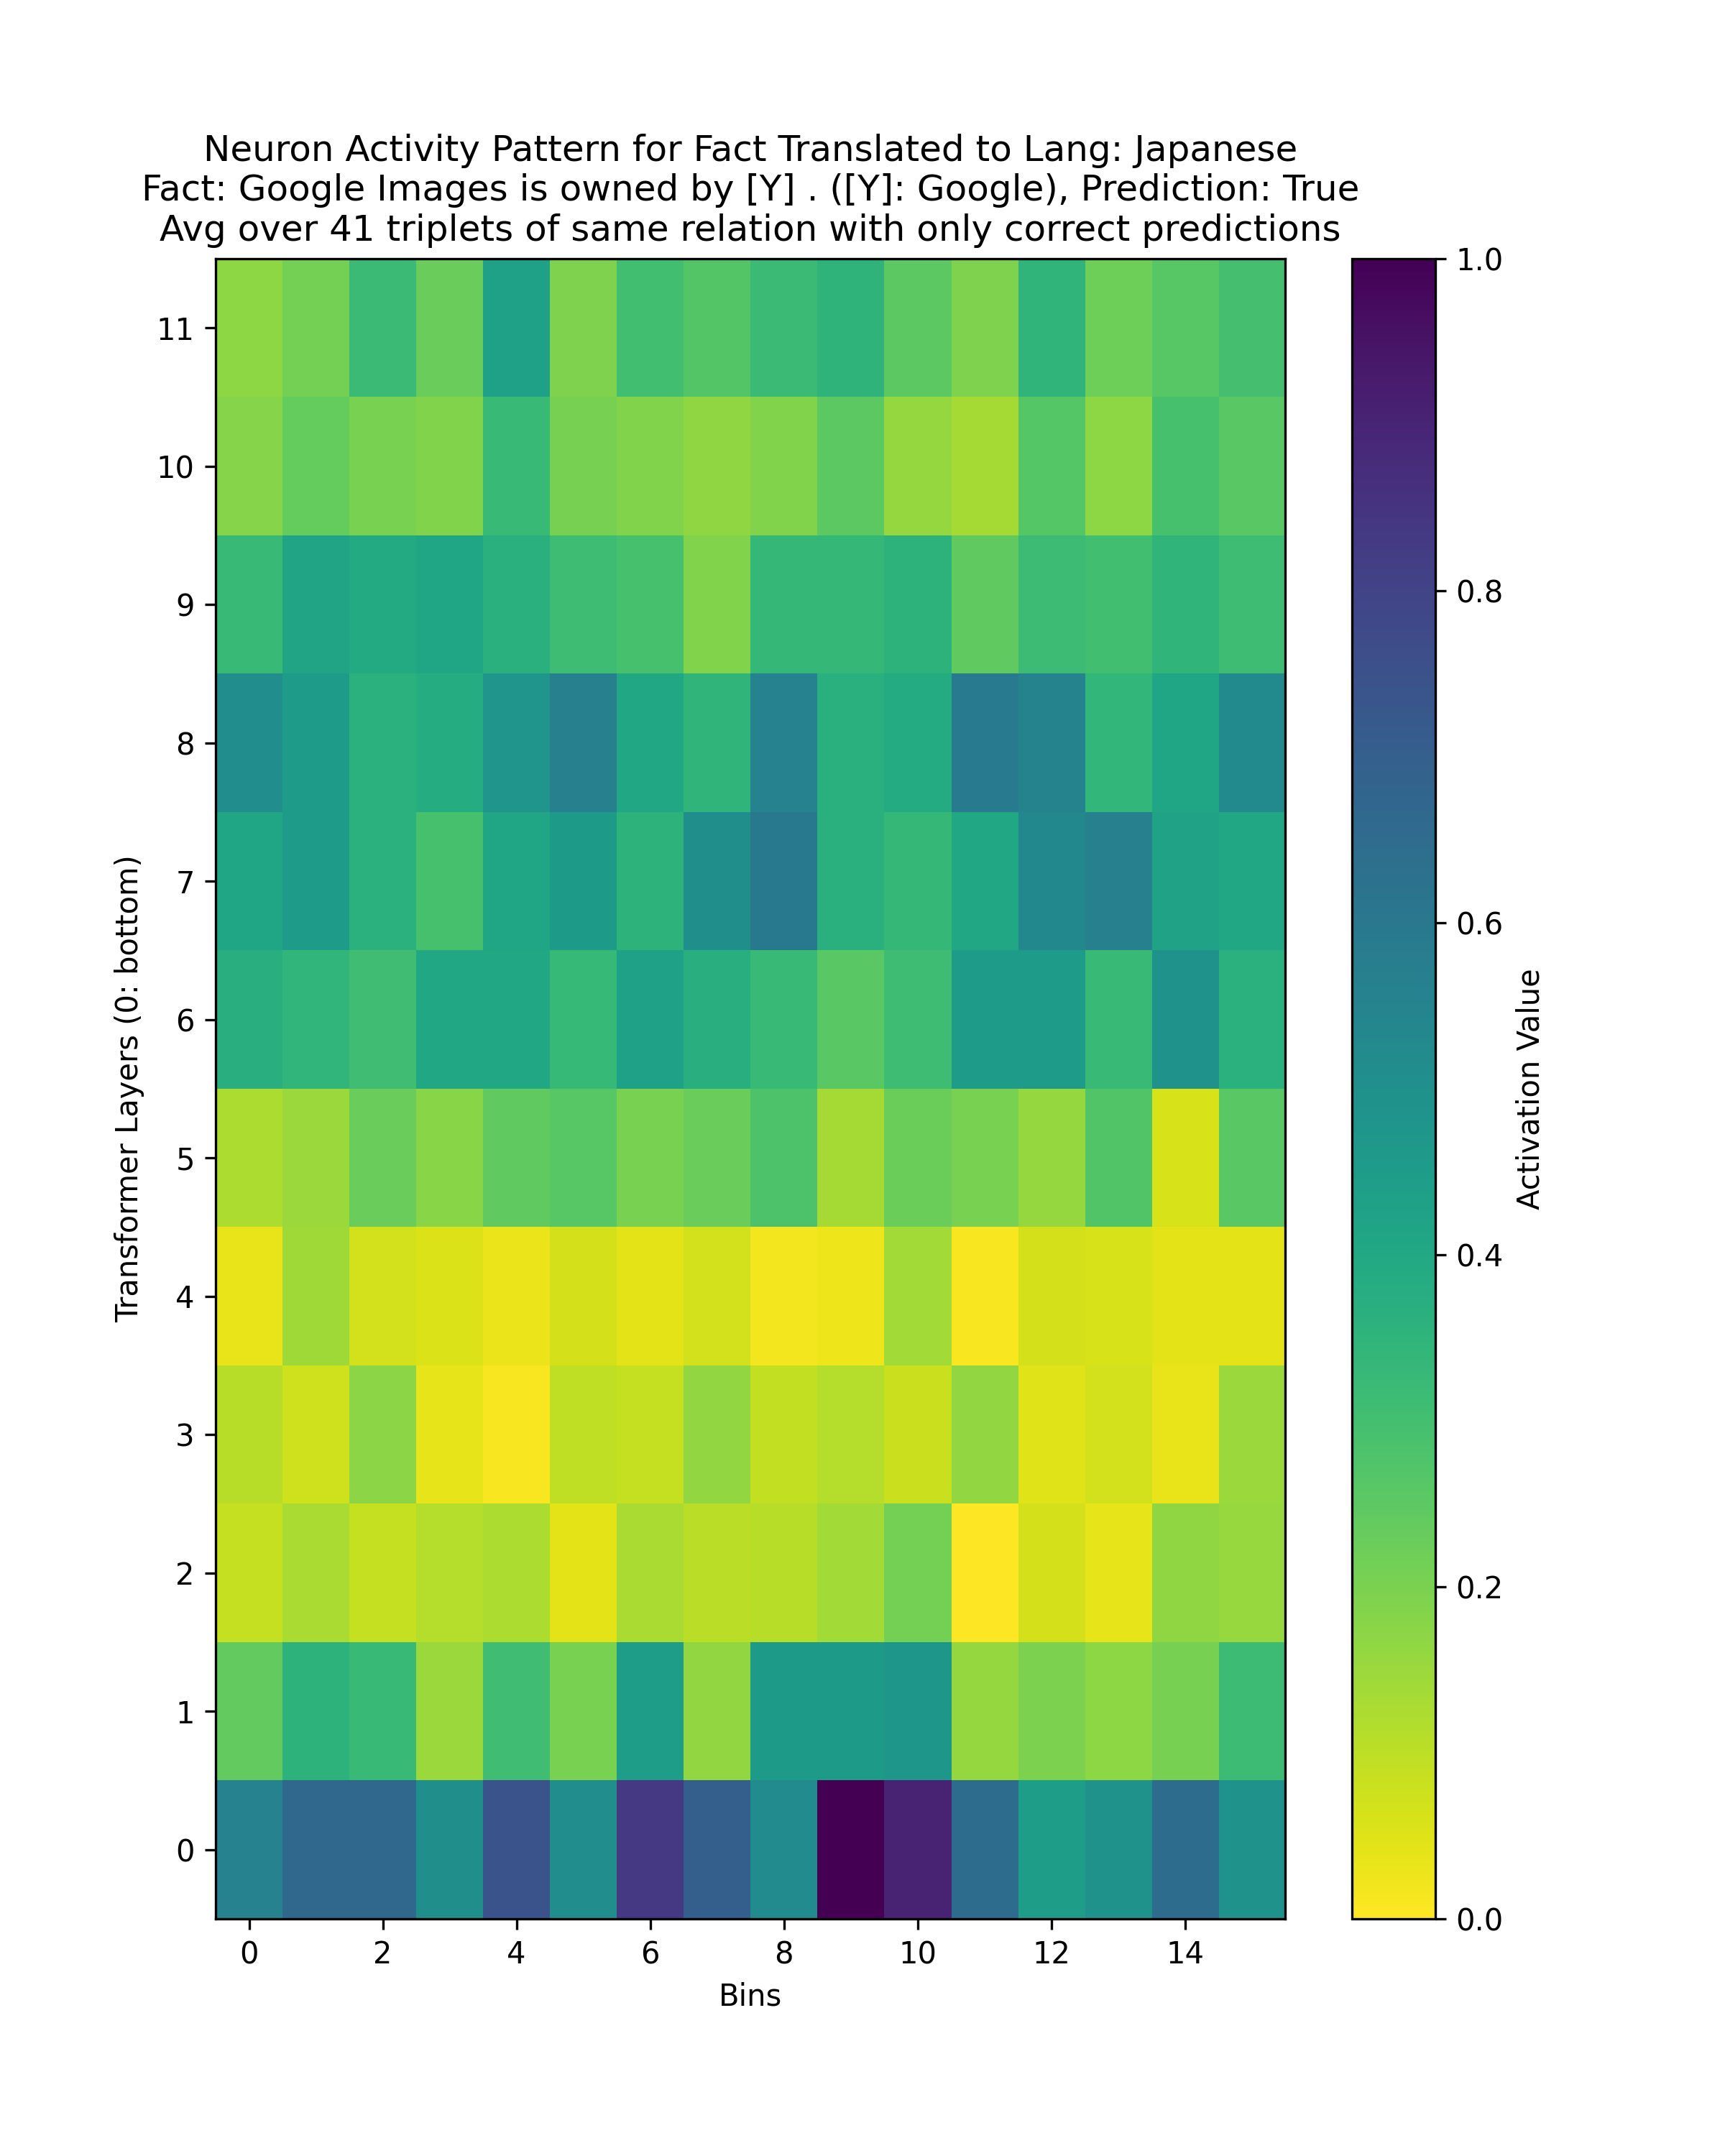 Neuron Activity Pattern for Fact Translated to Lang: Japanese
Fact: Google Images is owned by [Y] . ([Y]: Google), Prediction: True
Avg over 41 triplets of same relation with only correct predictions
11
10
9
8
7
6
5
4
3
2
1
0
Transformer Layers (0: bottom)
0 2 4 6 8 10 12 14
Bins
1.0
0.8
0.6
0.4
0.2
0.0
Activation Value